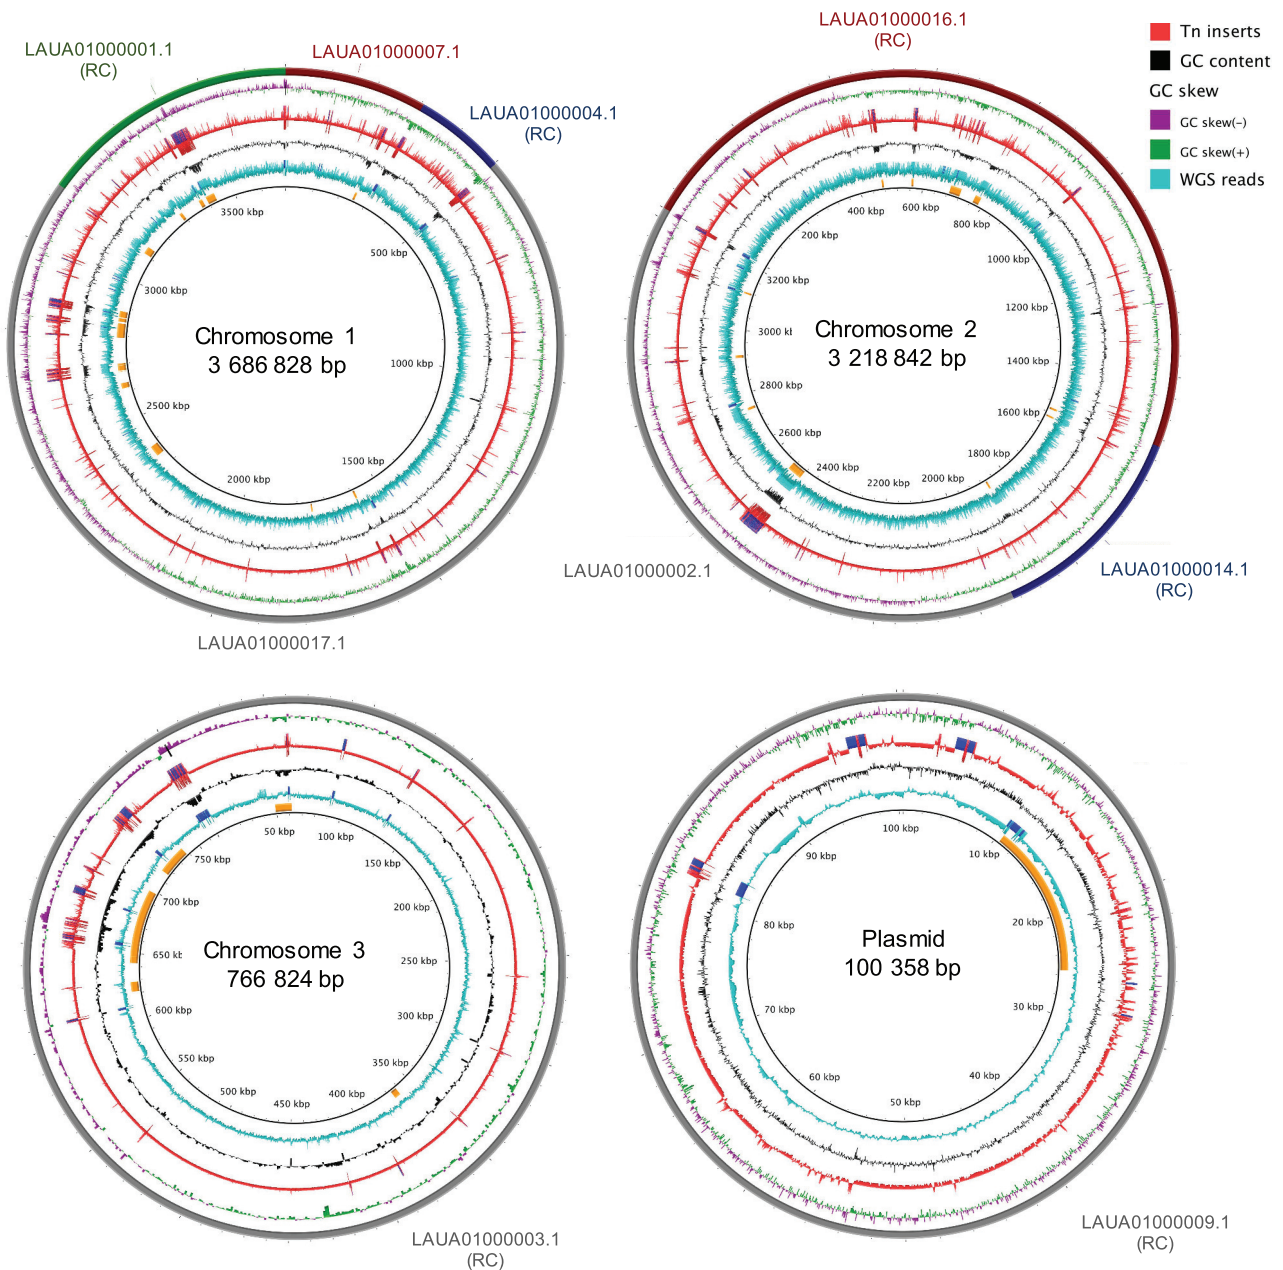 LAUA01000001.1
(RC)
LAUA01000007.1
LAUA01000004.1
(RC)
3500 kbp
500 kbp
3000 kbp
Chromosome 1
3 686 828 bp
1000 kbp
2500 kbp
1500 kbp
2000 kbp
LAUA01000017.1
LAUA01000016.1
(RC)
Tn inserts
GC content
GC skew
GC skew(-)
GC skew(+)
WGS reads
400 kbp
600 kbp
200 kbp
800 kbp
1000 kbp
3200 kbp
1200 kbp
3000 kt
Chromosome 2
3 218 842 bp
1400 kbp
2800 kbp
1600 kbp
2600 kbp
1800 kbp
2400 kbp
2000 kbp
2200 kbp
LAUA01000002.1
LAUA01000014.1
(RC)
50 kbp
100 kbp
750 kbp
150 kbp
700 kbp
200 kbp
650 kt
Chromosome 3
766 824 bp
250 kbp
600 kbp
300 kbp
550 kbp
350 kbp
500 kbp
400 kbp
450 kbp
LAUA01000003.1
(RC)
100 kbp
10 kbp
90 kbp
20 kbp
80 kbp
Plasmid
100 358 bp
70 kbp
30 kbp
60 kbp
40 kbp
50 kbp
LAUA01000009.1
(RC)